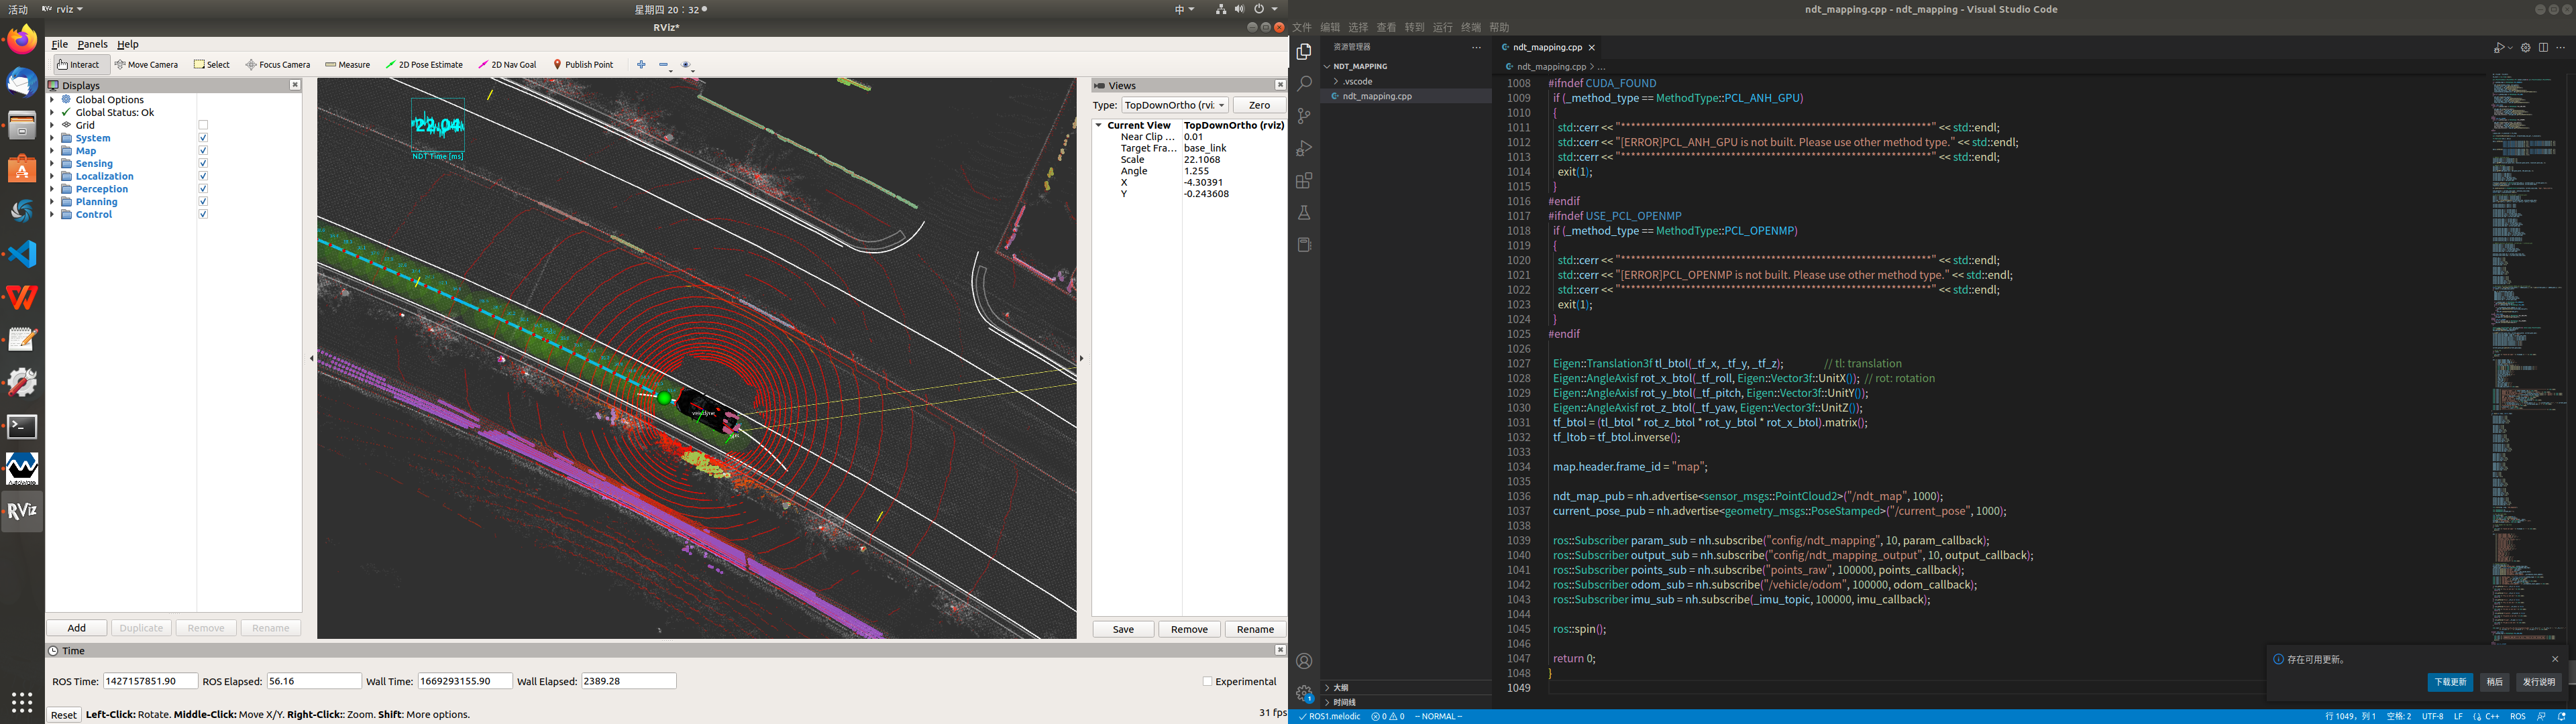 活动 rviz 星期四 20：32 中
RViz*
File Panels Help
Interact Move Camera Select Focus Camera Measure 2D Pose Estimate 2D Nav Goal Publish Point
Displays
Global Options
Global Status: Ok
Grid
System
Map
Sensing
Localization
Perception
Planning
Control
Add Duplicate Remove Rename
22.04
NDT Time [ms]
Views
Type: TopDownOrtho (rviz Zero
Current View TopDownOrtho (rviz)
Near Clip ... 0.01
Target Fra... base_link
Scale 22.1068
Angle 1.255
X -4.30391
Y -0.243608
Save Remove Rename
Time
ROS Time: 1427157851.90 ROS Elapsed: 56.16 Wall Time: 1669293155.90 Wall Elapsed: 2389.28 Experimental
Reset Left-Click: Rotate. Middle-Click: Move X/Y. Right-Click:: Zoom. Shift: More options. 31 fps
ndt_mapping.cpp - ndt_mapping - Visual Studio Code
文件 编辑 选择 查看 转到 运行 终端 帮助
资源管理器 ...
NDT_MAPPING
.vscode
ndt_mapping.cpp
大纲
时间线
ndt_mapping.cpp
ndt_mapping.cpp > ...
1008 #ifndef CUDA_FOUND
1009 if (_method_type == MethodType::PCL_ANH_GPU)
1010 {
1011 std::cerr << "**************************************************************" << std::endl;
1012 std::cerr << "[ERROR]PCL_ANH_GPU is not built. Please use other method type." << std::endl;
1013 std::cerr << "**************************************************************" << std::endl;
1014 exit(1);
1015 }
1016 #endif
1017 #ifndef USE_PCL_OPENMP
1018 if (_method_type == MethodType::PCL_OPENMP)
1019 {
1020 std::cerr << "**************************************************************" << std::endl;
1021 std::cerr << "[ERROR]PCL_OPENMP is not built. Please use other method type." << std::endl;
1022 std::cerr << "**************************************************************" << std::endl;
1023 exit(1);
1024 }
1025 #endif
1026
1027 Eigen::Translation3f tl_btol(_tf_x, _tf_y, _tf_z); // tl: translation
1028 Eigen::AngleAxisf rot_x_btol(_tf_roll, Eigen::Vector3f::UnitX()); // rot: rotation
1029 Eigen::AngleAxisf rot_y_btol(_tf_pitch, Eigen::Vector3f::UnitY());
1030 Eigen::AngleAxisf rot_z_btol(_tf_yaw, Eigen::Vector3f::UnitZ());
1031 tf_btol = (tl_btol * rot_z_btol * rot_y_btol * rot_x_btol).matrix();
1032 tf_ltob = tf_btol.inverse();
1033
1034 map.header.frame_id = "map";
1035
1036 ndt_map_pub = nh.advertise<sensor_msgs::PointCloud2>("/ndt_map", 1000);
1037 current_pose_pub = nh.advertise<geometry_msgs::PoseStamped>("/current_pose", 1000);
1038
1039 ros::Subscriber param_sub = nh.subscribe("config/ndt_mapping", 10, param_callback);
1040 ros::Subscriber output_sub = nh.subscribe("config/ndt_mapping_output", 10, output_callback);
1041 ros::Subscriber points_sub = nh.subscribe("points_raw", 100000, points_callback);
1042 ros::Subscriber odom_sub = nh.subscribe("/vehicle/odom", 100000, odom_callback);
1043 ros::Subscriber imu_sub = nh.subscribe(_imu_topic, 100000, imu_callback);
1044
1045 ros::spin();
1046
1047 return 0;
1048 }
1049
存在可用更新。
下载更新 稍后 发行说明
ROS1.melodic 0 0 -- NORMAL -- 行 1049，列 1 空格: 2 UTF-8 LF C++ ROS